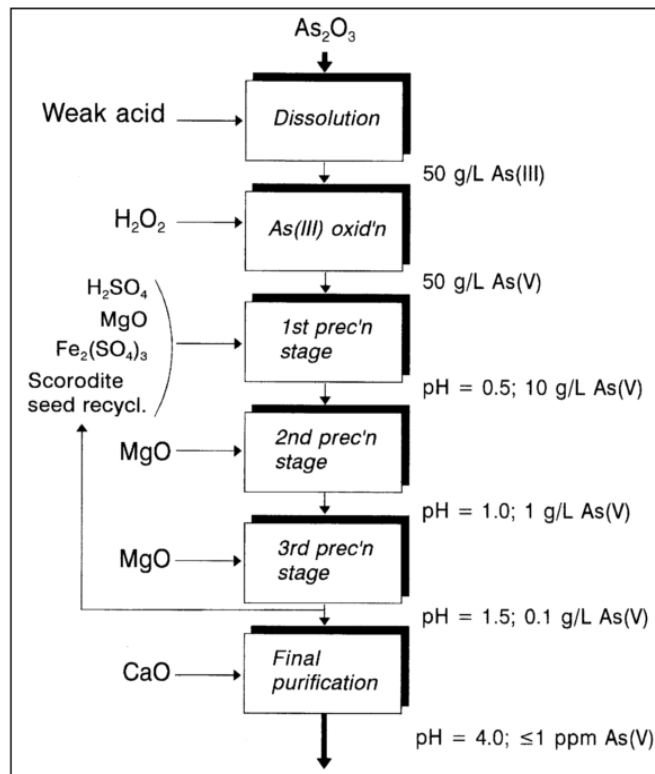 As₂O₃
Weak acid
Dissolution
50 g/L As(III)
H₂O₂
As(III) oxid'n
50 g/L As(V)
H₂SO₄
MgO
Fe₂(SO₄)₃
Scorodite
seed recycl.
1st prec'n
stage
pH = 0.5; 10 g/L As(V)
MgO
2nd prec'n
stage
pH = 1.0; 1 g/L As(V)
MgO
3rd prec'n
stage
pH = 1.5; 0.1 g/L As(V)
CaO
Final
purification
pH = 4.0; ≤1 ppm As(V)